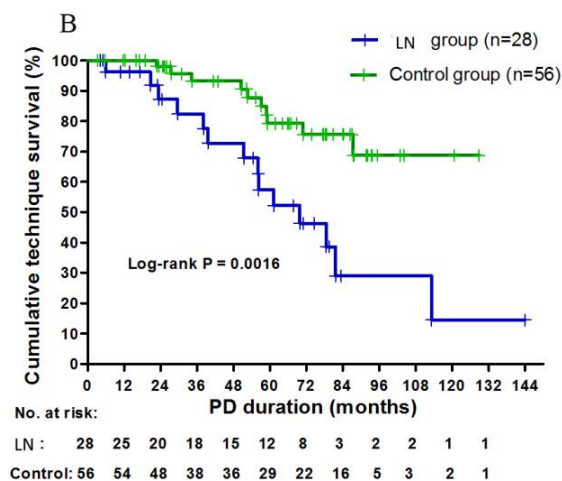 B
LN group (n=28)
Control group (n=56)
Cumulative technique survival (%)
100
90
80
70
60
50
40
30
20
10
0
Log-rank P = 0.0016
0 12 24 36 48 60 72 84 96 108 120 132 144
PD duration (months)
No. at risk:
LN : 28 25 20 18 15 12 8 3 2 2 1 1
Control: 56 54 48 38 36 29 22 16 5 3 2 1